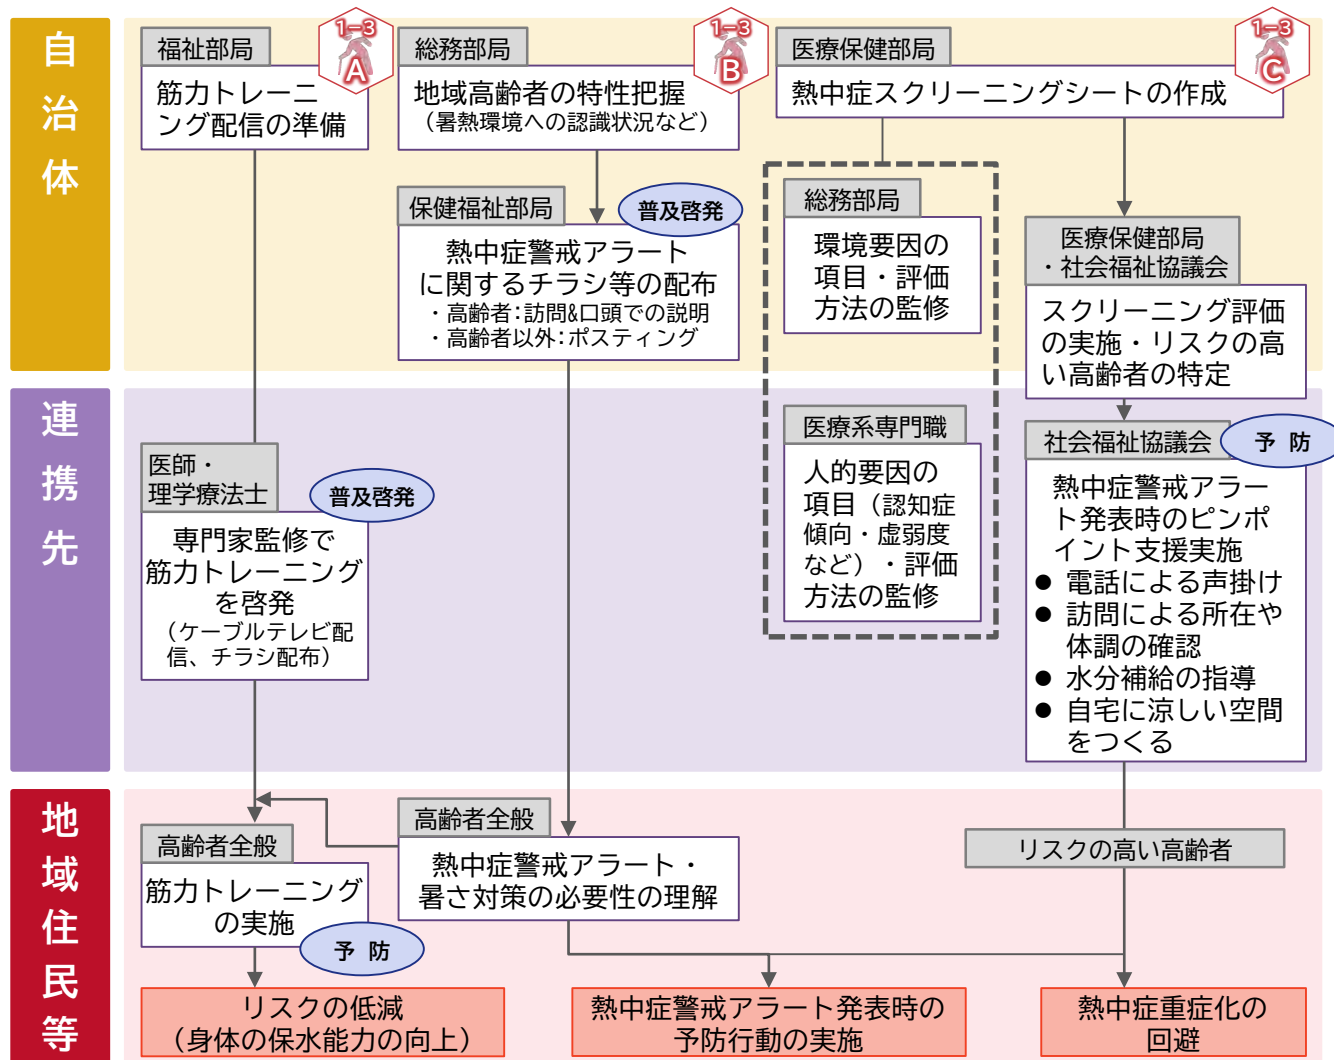 自
治
体
福祉部局
1−3
A
筋力トレーニ
ング配信の準備
総務部局
1−3
B
地域高齢者の特性把握
（暑熱環境への認識状況など）
医療保健部局
1−3
C
熱中症スクリーニングシートの作成
保健福祉部局
普及啓発
熱中症警戒アラート
に関するチラシ等の配布
・高齢者：訪問&口頭での説明
・高齢者以外：ポスティング
総務部局
環境要因の
項目・評価
方法の監修
医療保健部局
・社会福祉協議会
スクリーニング評価
の実施・リスクの高
い高齢者の特定
連
携
先
医師・
理学療法士
普及啓発
専門家監修で
筋力トレーニング
を啓発
（ケーブルテレビ配
信、チラシ配布）
医療系専門職
人的要因の
項目（認知症
傾向・虚弱度
など）・評価
方法の監修
社会福祉協議会
予 防
熱中症警戒アラー
ト発表時のピンポ
イント支援実施
● 電話による声掛け
● 訪問による所在や
体調の確認
● 水分補給の指導
● 自宅に涼しい空間
をつくる
地
域
住
民
等
高齢者全般
筋力トレーニング
の実施
予 防
高齢者全般
熱中症警戒アラート・
暑さ対策の必要性の理解
リスクの高い高齢者
リスクの低減
（身体の保水能力の向上）
熱中症警戒アラート発表時の
予防行動の実施
熱中症重症化の
回避